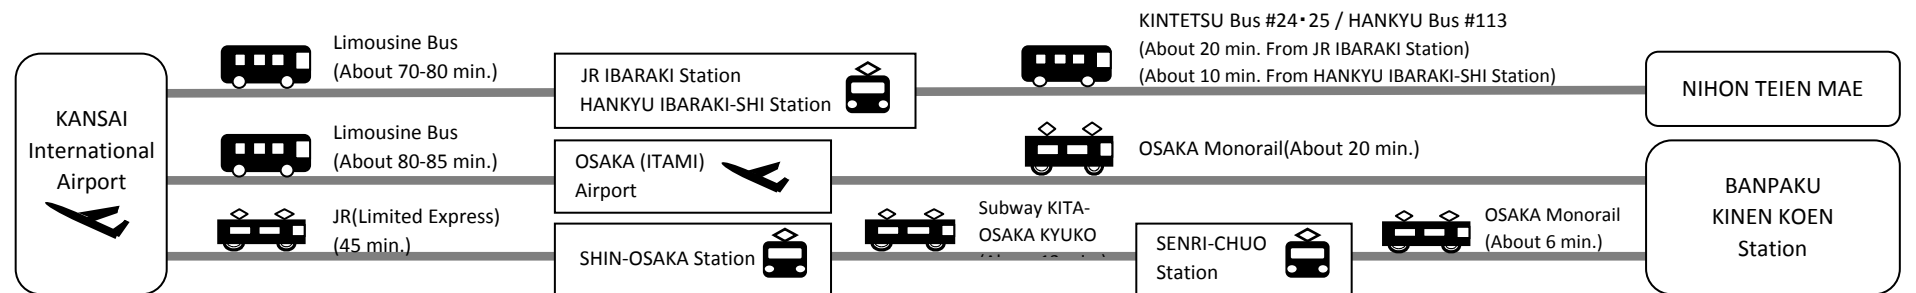 KINTETSU Bus #24・25 / HANKYU Bus #113
(About 20 min. From JR IBARAKI Station)
(About 10 min. From HANKYU IBARAKI-SHI Station)
Limousine Bus
(About 70-80 min.)
JR IBARAKI Station
HANKYU IBARAKI-SHI Station
NIHON TEIEN MAE
KANSAI
International
Airport
Limousine Bus
(About 80-85 min.)
OSAKA (ITAMI)
Airport
OSAKA Monorail(About 20 min.)
BANPAKU
KINEN KOEN
Station
JR(Limited Express)
(45 min.)
SHIN-OSAKA Station
Subway KITA-
OSAKA KYUKO
SENRI-CHUO
Station
OSAKA Monorail
(About 6 min.)